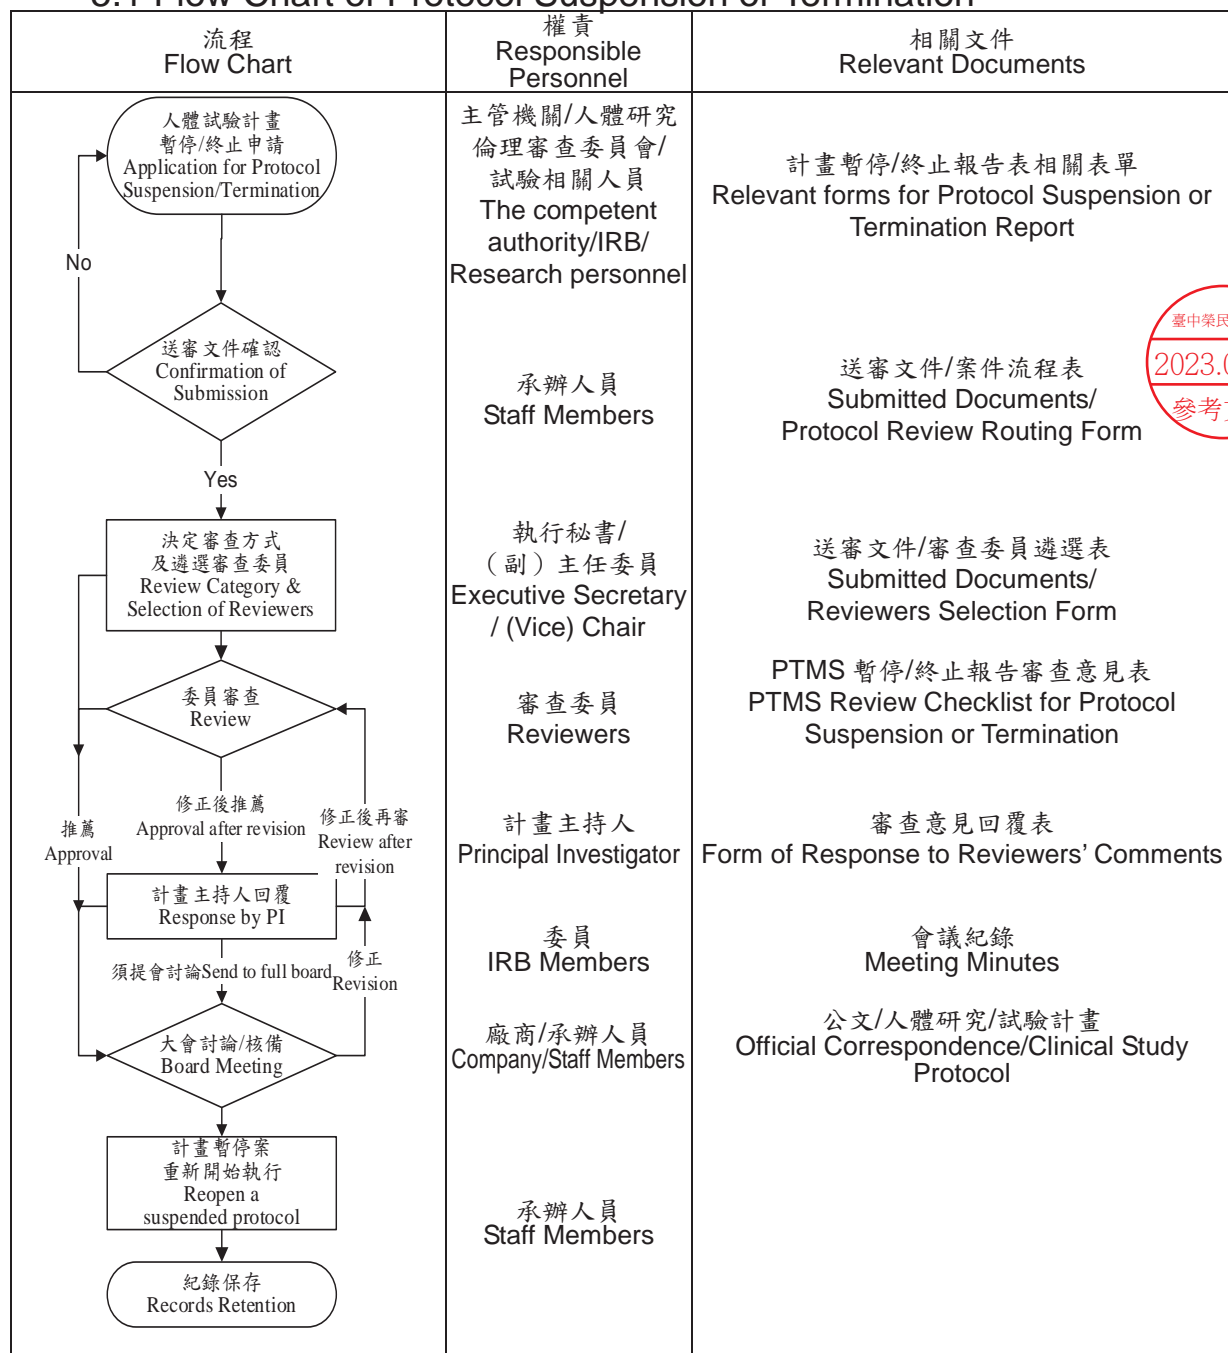 5.1 Flow Chart of Protocol Suspension or Termination
流程
Flow Chart
權責
Responsible
Personnel
相關文件
Relevant Documents
人體試驗計畫
暫停/終止申請
Application for Protocol
Suspension/Termination
主管機關/人體研究
倫理審查委員會/
試驗相關人員
The competent
authority/IRB/
Research personnel
計畫暫停/終止報告表相關表單
Relevant forms for Protocol Suspension or
Termination Report
No
送審文件確認
Confirmation of
Submission
承辦人員
Staff Members
送審文件/案件流程表
Submitted Documents/
Protocol Review Routing Form
臺中榮民
2023.0
參考
Yes
決定審查方式
及遴選審查委員
Review Category &
Selection of Reviewers
執行秘書/
（副）主任委員
Executive Secretary
/ (Vice) Chair
送審文件/審查委員遴選表
Submitted Documents/
Reviewers Selection Form
委員審查
Review
審查委員
Reviewers
PTMS 暫停/終止報告審查意見表
PTMS Review Checklist for Protocol
Suspension or Termination
推薦
Approval
修正後推薦
Approval after revision
修正後再審
Review after
revision
計畫主持人
Principal Investigator
審查意見回覆表
Form of Response to Reviewers’ Comments
計畫主持人回覆
Response by PI
須提會討論Send to full board
修正
Revision
委員
IRB Members
會議紀錄
Meeting Minutes
大會討論/核備
Board Meeting
廠商/承辦人員
Company/Staff Members
公文/人體研究/試驗計畫
Official Correspondence/Clinical Study
Protocol
計畫暫停案
重新開始執行
Reopen a
suspended protocol
承辦人員
Staff Members
紀錄保存
Records Retention